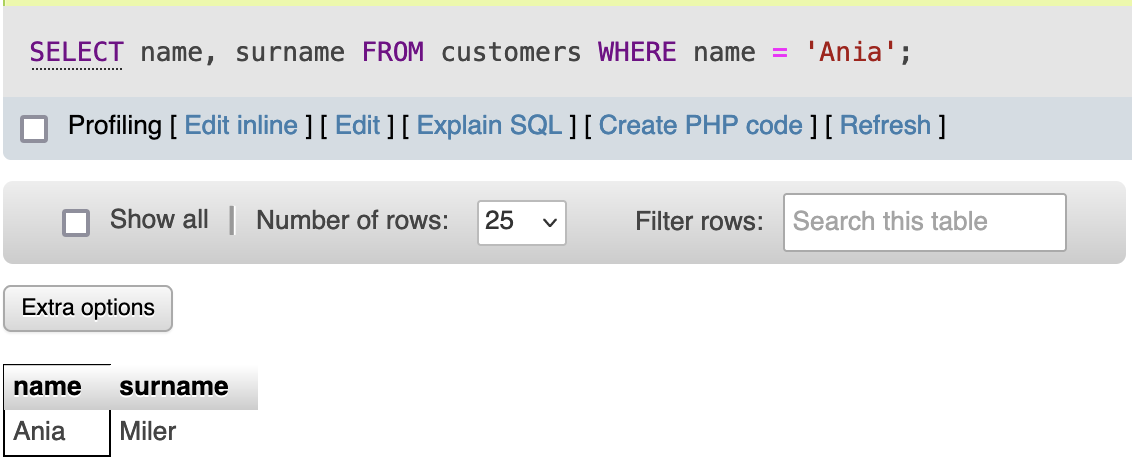 SELECT name, surname FROM customers WHERE name = 'Ania';
Profiling [ Edit inline ] [ Edit ] [ Explain SQL ] [ Create PHP code ] [ Refresh ]
Show all | Number of rows: 25 Filter rows: Search this table
Extra options
name surname
Ania Miler